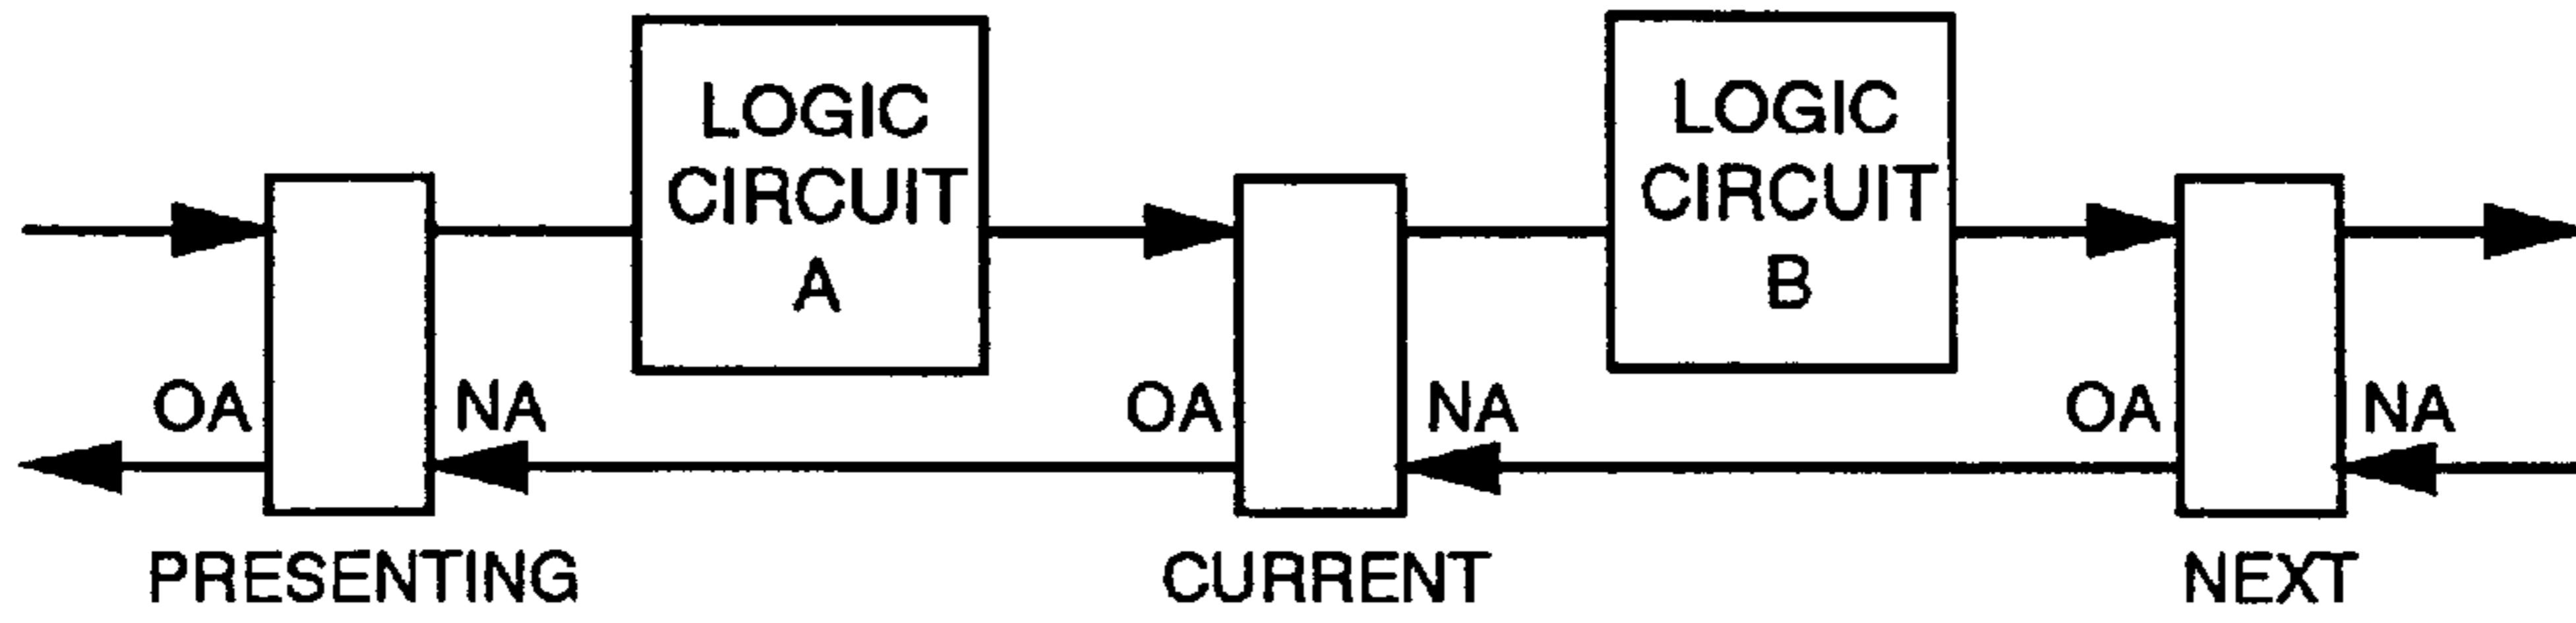 LOGIC
CIRCUIT
A
LOGIC
CIRCUIT
B
OA
NA
OA
NA
OA
NA
PRESENTING
CURRENT
NEXT